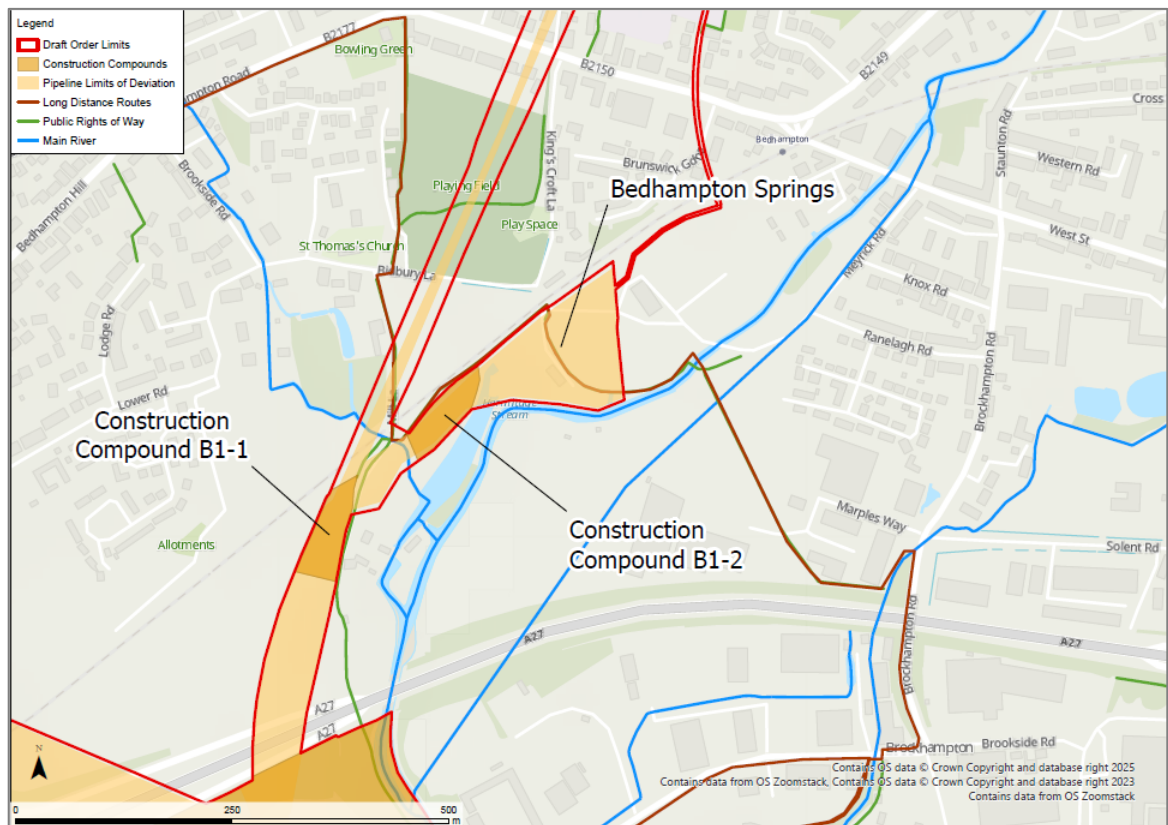 Legend
Draft Order Limits
Construction Compounds
Pipeline Limits of Deviation
Long Distance Routes
Public Rights of Way
Main River
B2177
Bowling Green
B2150
B2149
Bedhampton
Cross
Staunton Rd
Western Rd
Brunswick Gdns
King's Croft La
Brookside Rd
Bedhampton Hill
Playing Field
Play Space
Bedhampton Springs
St Thomas's Church
Bidbury La
Meyrick Rd
West St
Knox Rd
Ranelagh Rd
Brockhampton Rd
Lodge Rd
Lower Rd
Stream
Construction
Compound B1-1
Construction
Compound B1-2
Marples Way
Solent Rd
Allotments
A27
A27
A27
A27
Brockhampton Rd
Brockhampton
Brookside Rd
N
Contains OS data © Crown Copyright and database right 2025
Contains data from OS Zoomstack, Contains OS data © Crown Copyright and database right 2023
Contains data from OS Zoomstack
0
250
500
m